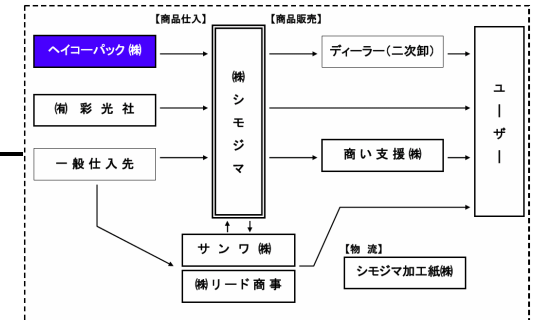 【商品仕入】
【商品販売】
ヘイコーパック㈱
㈲ 彩光社
一般仕入先
㈱シモジマ
ディーラー（二次卸）
商い支援㈱
ユーザー
サンワ㈱
㈱リード商事
【物 流】
シモジマ加工紙㈱